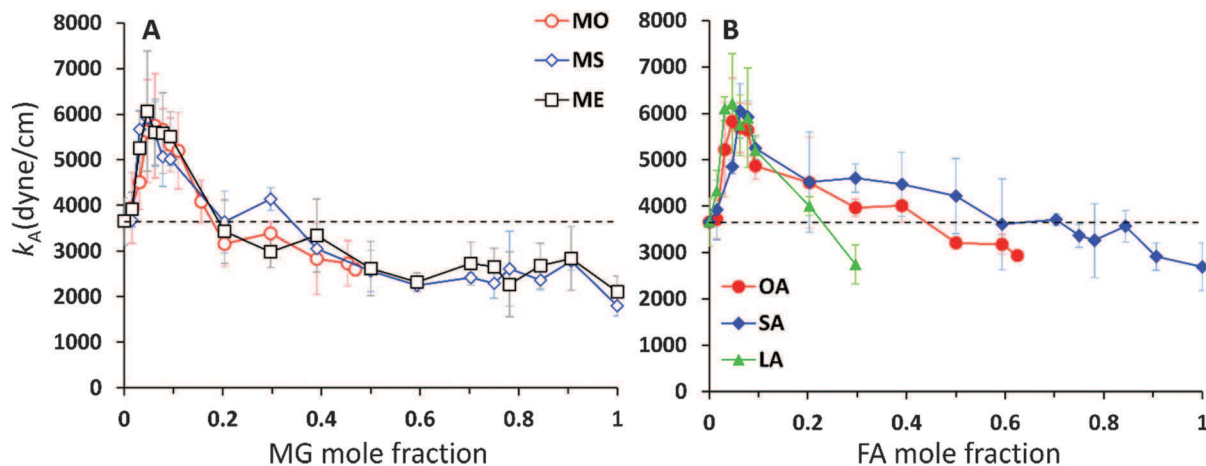 A
MO
MS
ME
kA(dyne/cm)
8000
7000
6000
5000
4000
3000
2000
1000
0
0 0.2 0.4 0.6 0.8 1
MG mole fraction
B
OA
SA
LA
8000
7000
6000
5000
4000
3000
2000
1000
0
0 0.2 0.4 0.6 0.8 1
FA mole fraction